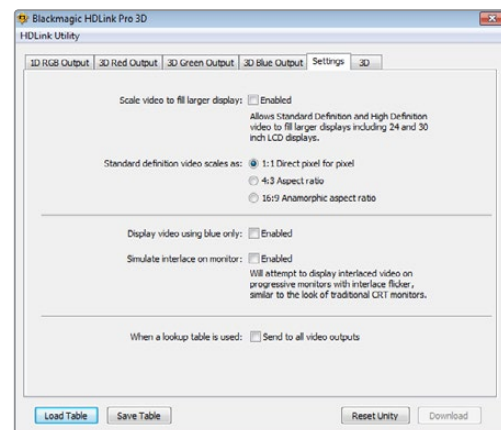 Blackmagic HDLink Pro 3D
HDLink Utility
1D RGB Output 3D Red Output 3D Green Output 3D Blue Output Settings 3D
Scale video to fill larger display: Enabled
Allows Standard Definition and High Definition
video to fill larger displays including 24 and 30
inch LCD displays.
Standard definition video scales as: 1:1 Direct pixel for pixel
4:3 Aspect ratio
16:9 Anamorphic aspect ratio
Display video using blue only: Enabled
Simulate interlace on monitor: Enabled
Will attempt to display interlaced video on
progressive monitors with interlace flicker,
similar to the look of traditional CRT monitors.
When a lookup table is used: Send to all video outputs
Load Table Save Table Reset Unity Download